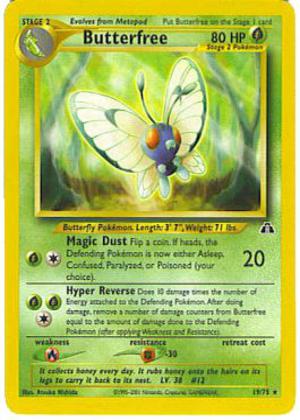 STAGE 2 Evolves from Metapod Put Butterfree on the Stage 1 card
Butterfree 80 HP
Stage 2 Pokémon
Butterfly Pokémon. Length: 3' 7", Weight: 71 lbs.
Magic Dust Flip a coin. If heads, the
Defending Pokémon is now either Asleep,
Confused, Paralyzed, or Poisoned (your
choice).
20
Hyper Reverse Does 10 damage times the number of
Energy attached to the Defending Pokémon. After doing
damage, remove a number of damage counters from Butterfree
equal to the amount of damage done to the Defending
Pokémon (after applying Weakness and Resistance).
weakness resistance retreat cost
-30
It collects honey every day. It rubs honey onto the hairs on its
legs to carry it back to its nest. LV. 38 #12
Illus. Atsuko Nishida 19/75